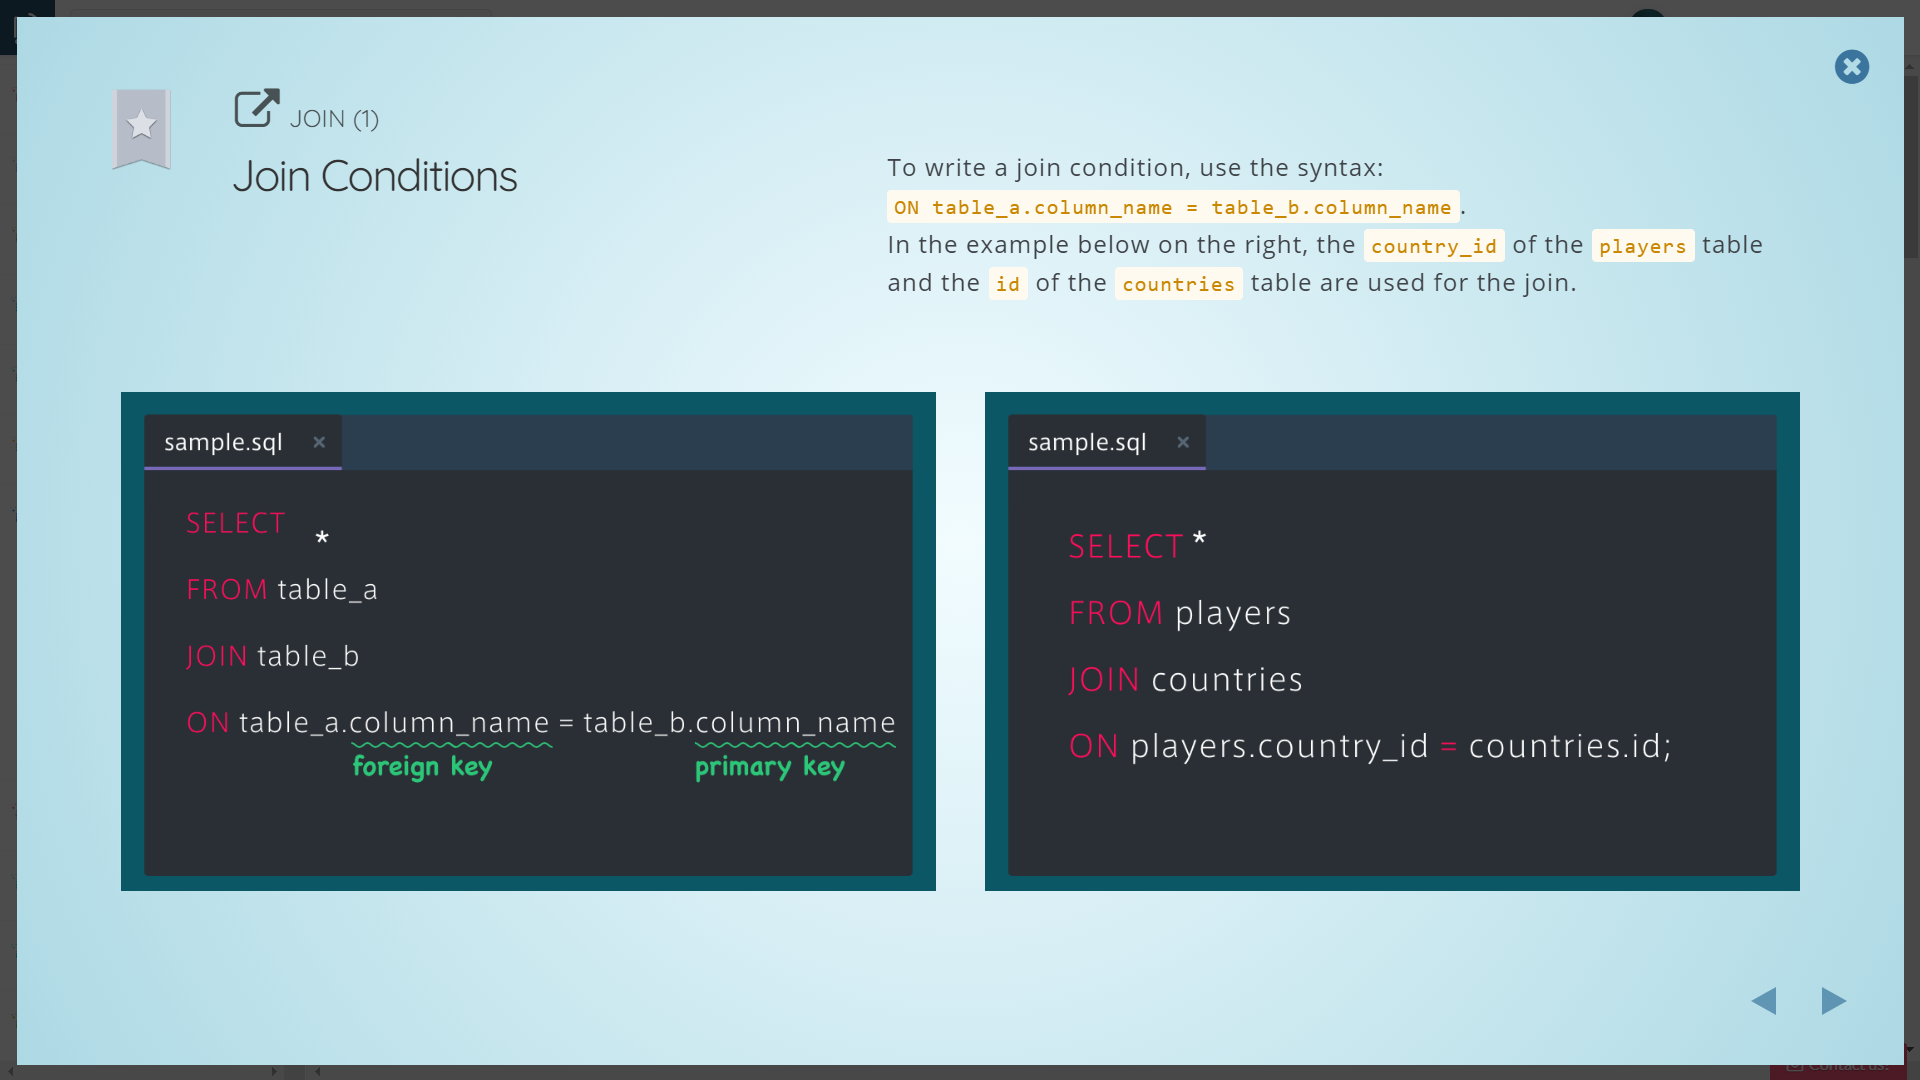 JOIN (1)
Join Conditions
To write a join condition, use the syntax:
ON table_a.column_name = table_b.column_name.
In the example below on the right, the country_id of the players table
and the id of the countries table are used for the join.
sample.sql ×
SELECT *
FROM table_a
JOIN table_b
ON table_a.column_name = table_b.column_name
foreign key primary key
sample.sql ×
SELECT *
FROM players
JOIN countries
ON players.country_id = countries.id;
Contact us!